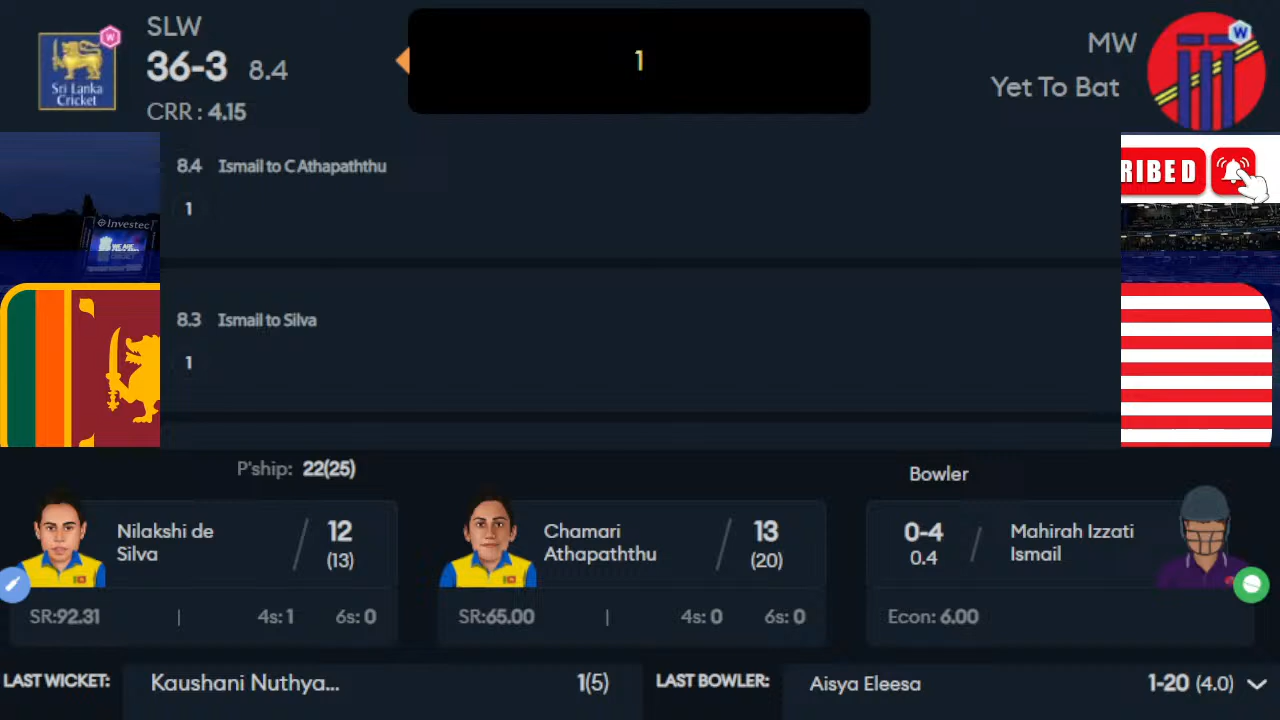 SLW
36-3 8.4
CRR : 4.15
1
MW
Yet To Bat
W
W
Sri Lanka
Cricket
8.4 Ismail to C Athapaththu
1
Investec
RIBED
8.3 Ismail to Silva
1
P'ship: 22(25)
Bowler
Nilakshi de
Silva
12
(13)
Chamari
Athapaththu
13
(20)
0-4
0.4
Mahirah Izzati
Ismail
SR:92.31 | 4s: 1 6s: 0
SR:65.00 | 4s: 0 6s: 0
Econ: 6.00
LAST WICKET: Kaushani Nuthya... 1(5)
LAST BOWLER: Aisya Eleesa 1-20 (4.0)